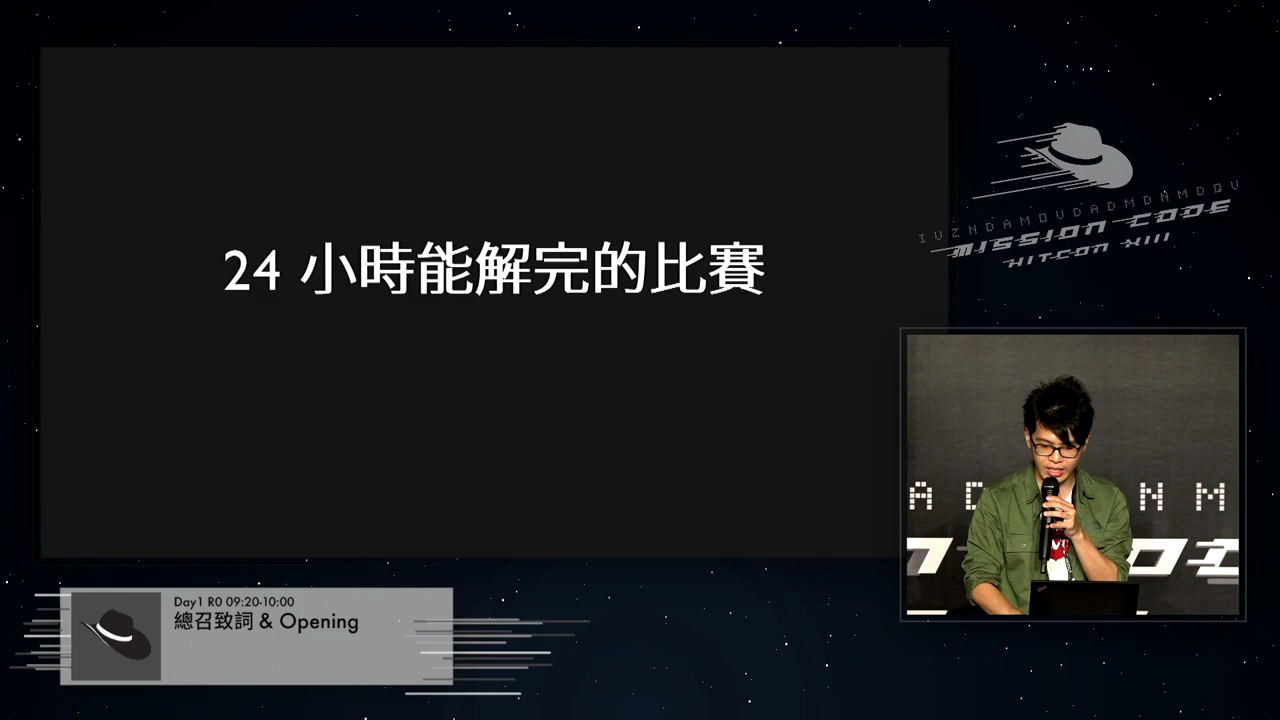 24 小時能解完的比賽
IUZNDAMOUDADMDNMDQU
MISSION CODE
HITCON XIII
A D
N M
Day1 R0 09:20-10:00
總召致詞 & Opening